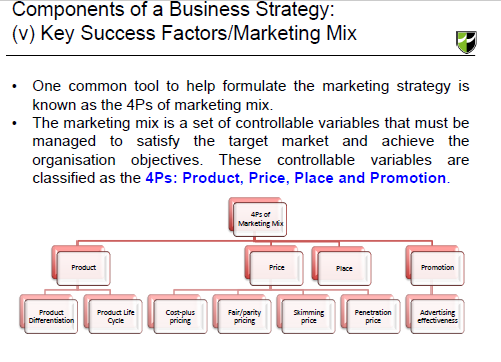 Components of a Business Strategy:
(v) Key Success Factors/Marketing Mix
• One common tool to help formulate the marketing strategy is
known as the 4Ps of marketing mix.
• The marketing mix is a set of controllable variables that must be
managed to satisfy the target market and achieve the
organisation objectives. These controllable variables are
classified as the 4Ps: Product, Price, Place and Promotion.
4Ps of
Marketing Mix
Product
Price
Place
Promotion
Product
Differentiation
Product Life
Cycle
Cost-plus
pricing
Fair/parity
pricing
Skimming
price
Penetration
price
Advertising
effectiveness